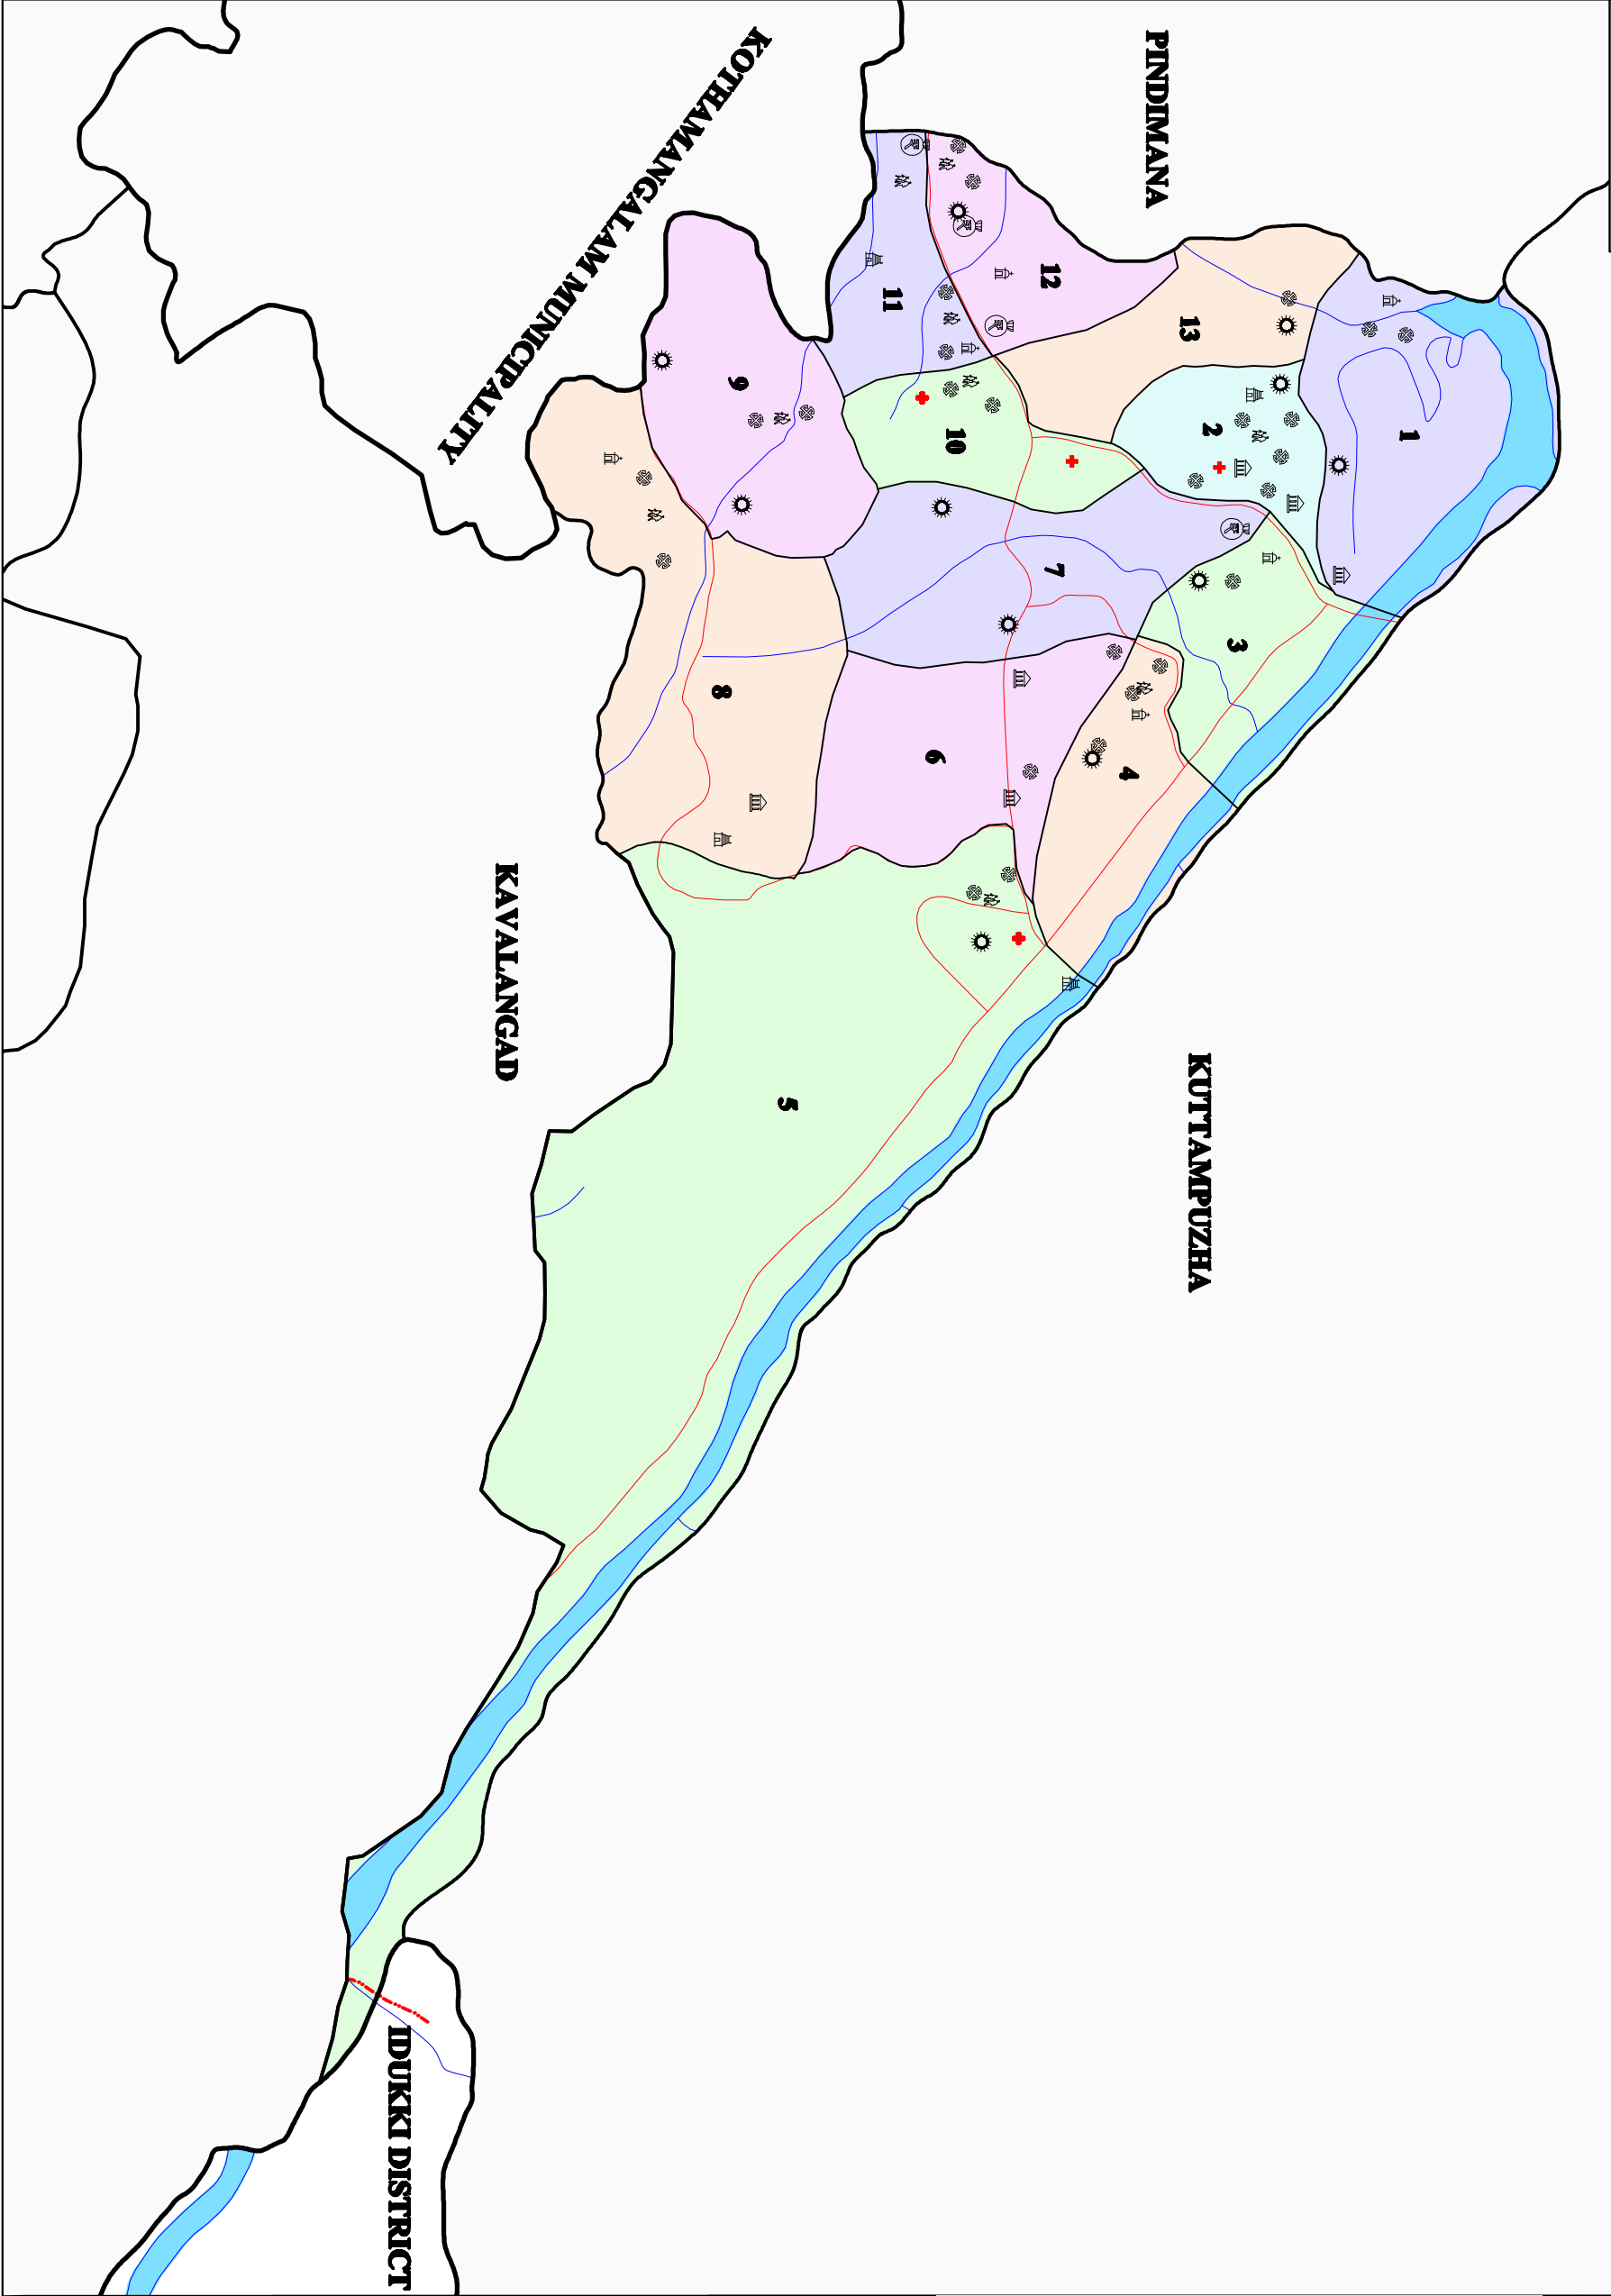 PINDIMANA
KOTHAMANGALAM MUNICIPALITY
12
11
13
1
9
10
2
7
3
8
6
4
KAVALANGAD
KUTTAMPUZHA
5
IDUKKI DISTRICT